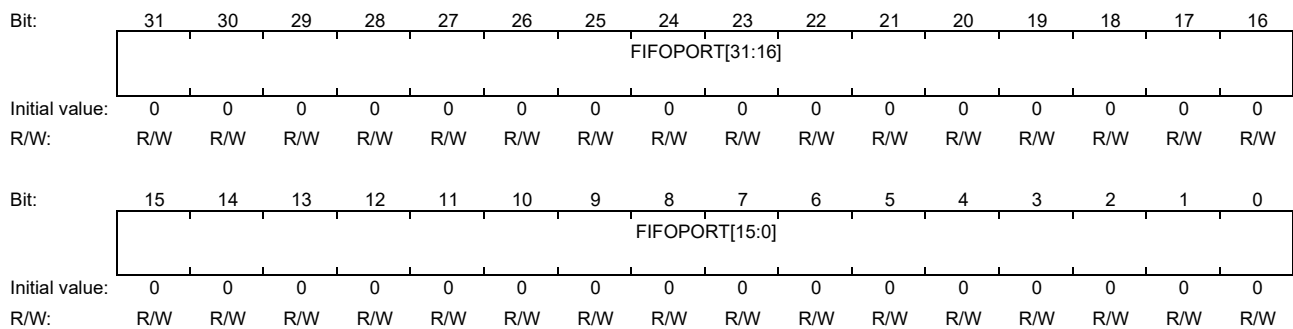 Bit: 31 30 29 28 27 26 25 24 23 22 21 20 19 18 17 16
FIFOPORT[31:16]
Initial value: 0 0 0 0 0 0 0 0 0 0 0 0 0 0 0 0
R/W: R/W R/W R/W R/W R/W R/W R/W R/W R/W R/W R/W R/W R/W R/W R/W R/W
Bit: 15 14 13 12 11 10 9 8 7 6 5 4 3 2 1 0
FIFOPORT[15:0]
Initial value: 0 0 0 0 0 0 0 0 0 0 0 0 0 0 0 0
R/W: R/W R/W R/W R/W R/W R/W R/W R/W R/W R/W R/W R/W R/W R/W R/W R/W